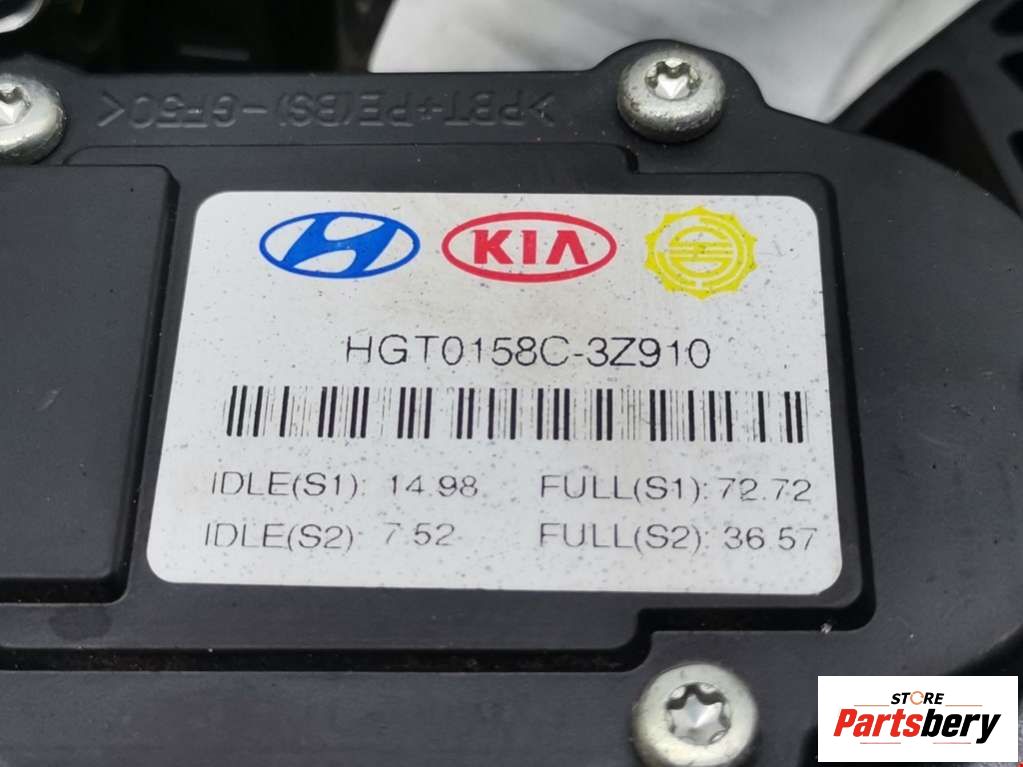 >PBT+PE(BS)-GF30<
KIA
HGT0158C-3Z910
IDLE(S1): 14.98 FULL(S1): 72.72
IDLE(S2): 7.52 FULL(S2): 36.57
STORE
Partsbery